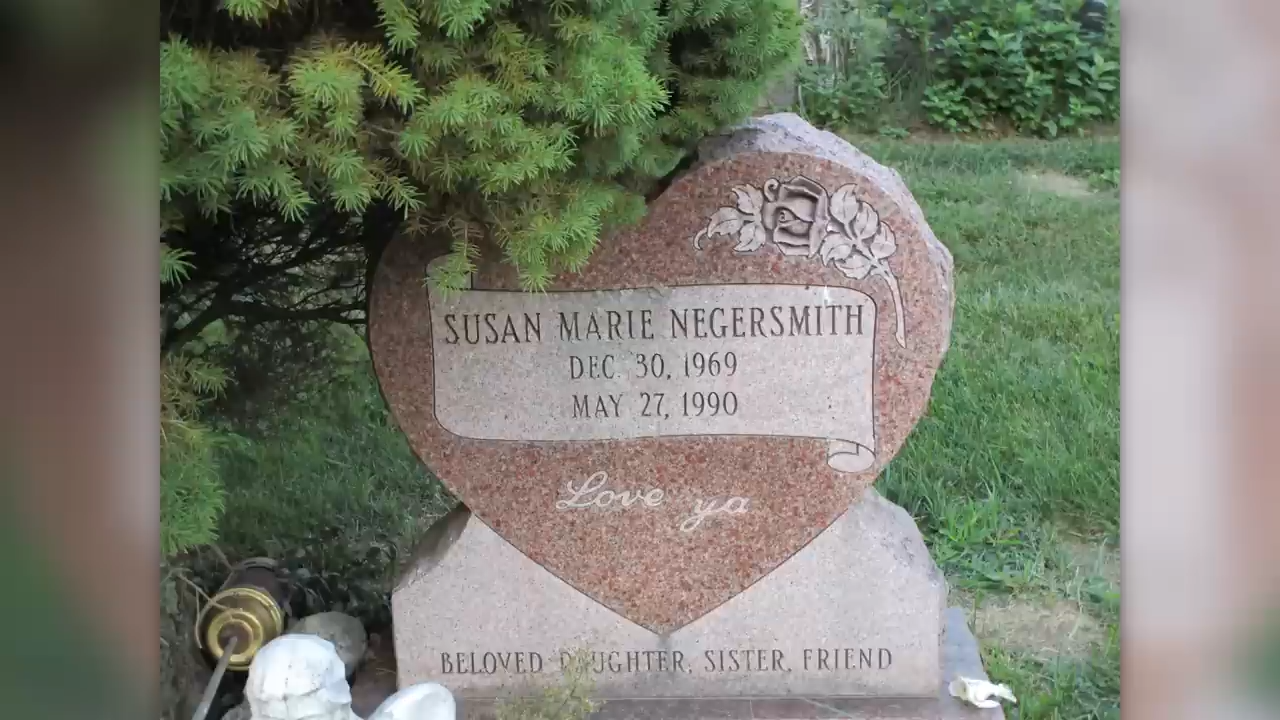 SUSAN MARIE NEGERSMITH
DEC. 30, 1969
MAY 27, 1990
Love ya
BELOVED DAUGHTER, SISTER, FRIEND